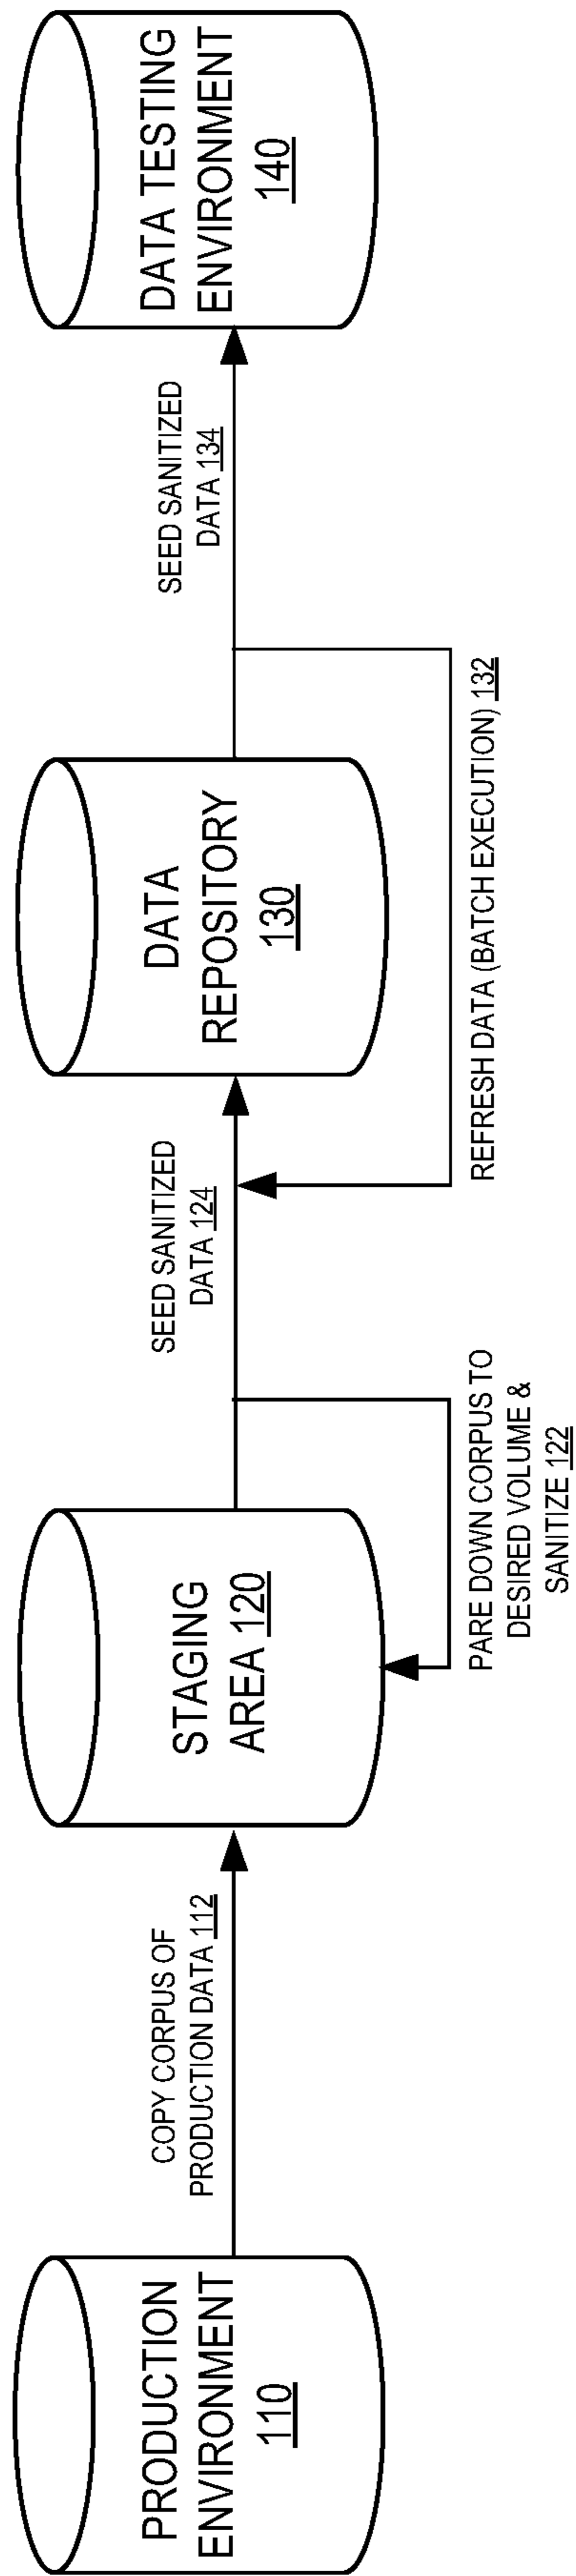 PRODUCTION
ENVIRONMENT
110
COPY CORPUS OF
PRODUCTION DATA 112
STAGING
AREA 120
PARE DOWN CORPUS TO
DESIRED VOLUME &
SANITIZE 122
SEED SANITIZED
DATA 124
DATA
REPOSITORY
130
REFRESH DATA (BATCH EXECUTION) 132
SEED SANITIZED
DATA 134
DATA TESTING
ENVIRONMENT
140